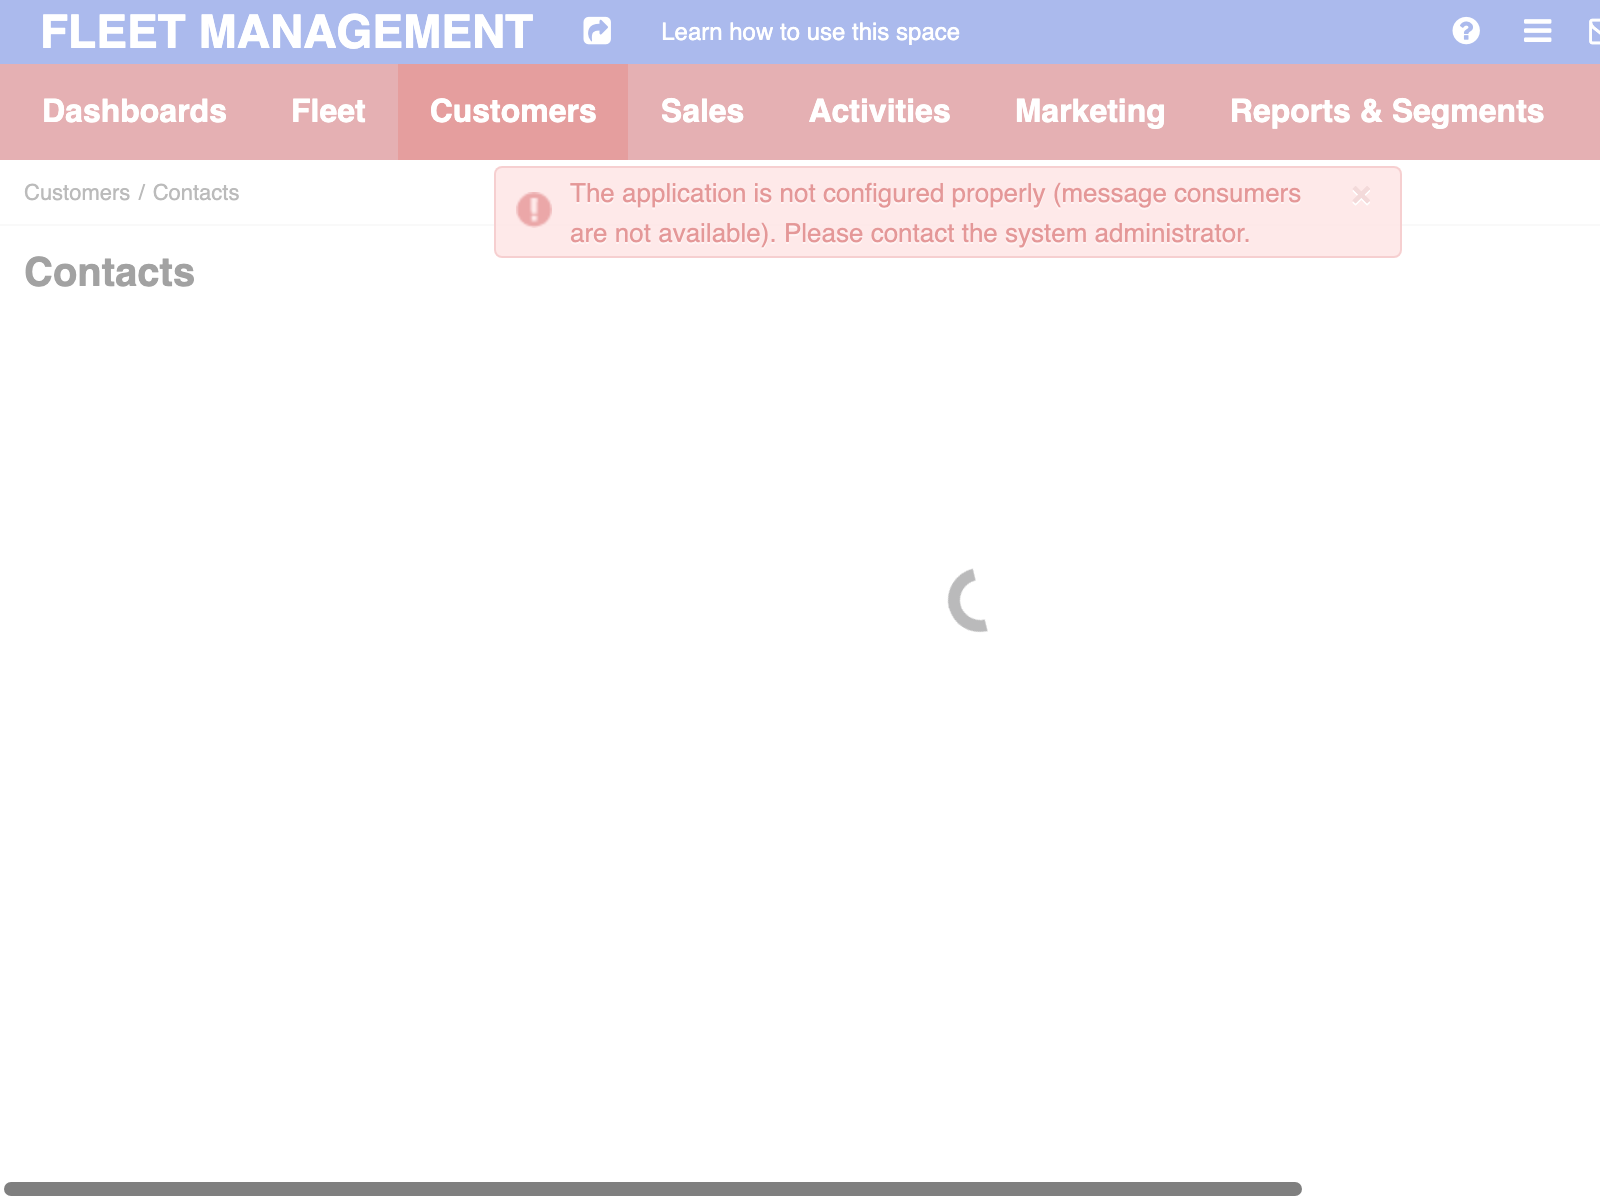 FLEET MANAGEMENT
Learn how to use this space
Dashboards Fleet Customers Sales Activities Marketing Reports & Segments
Customers / Contacts
The application is not configured properly (message consumers
are not available). Please contact the system administrator.
Contacts